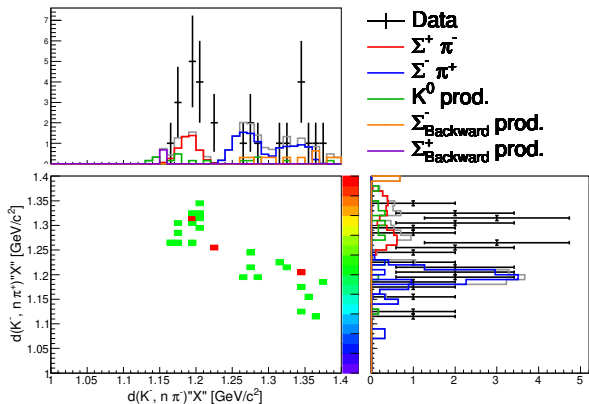 7
6
5
4
3
2
1
0
Data
Σ⁺ π⁻
Σ⁻ π⁺
K⁰ prod.
Σ⁻Backward prod.
Σ⁺Backward prod.
d(K⁻, n π⁺)"X" [GeV/c²]
1.4
1.35
1.3
1.25
1.2
1.15
1.1
1.05
1
1 1.05 1.1 1.15 1.2 1.25 1.3 1.35 1.4
d(K⁻, n π⁻)"X" [GeV/c²]
0 1 2 3 4 5